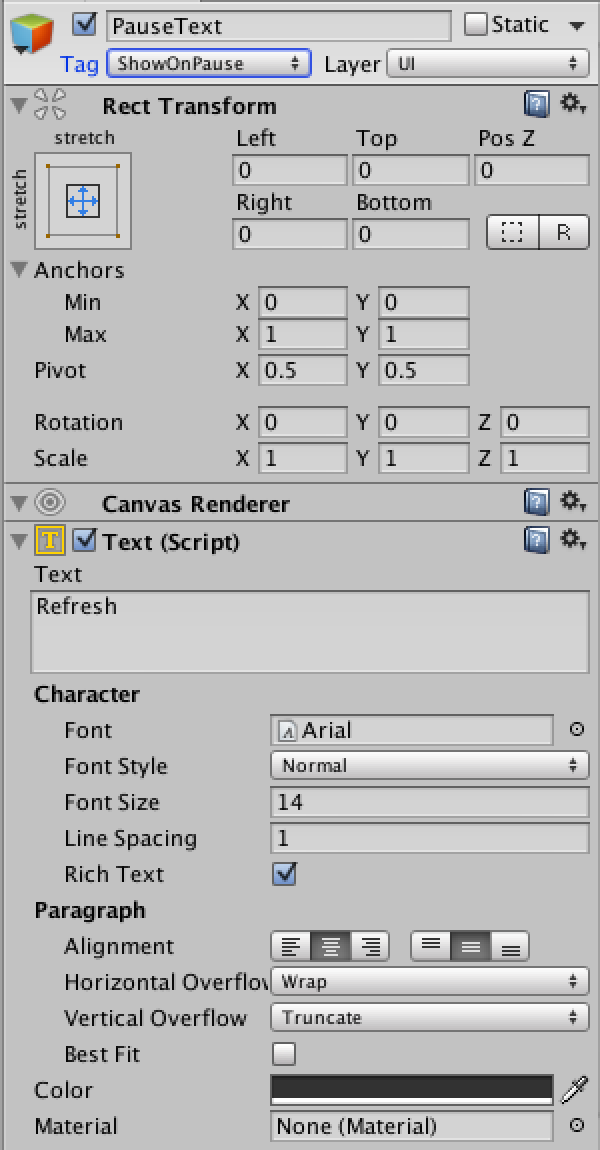 PauseText Static
Tag ShowOnPause Layer UI
Rect Transform
stretch Left Top Pos Z
stretch
0 0 0
Right Bottom
0 0 R
Anchors
Min X 0 Y 0
Max X 1 Y 1
Pivot X 0.5 Y 0.5
Rotation X 0 Y 0 Z 0
Scale X 1 Y 1 Z 1
Canvas Renderer
T Text (Script)
Text
Refresh
Character
Font Arial
Font Style Normal
Font Size 14
Line Spacing 1
Rich Text
Paragraph
Alignment
Horizontal Overflow Wrap
Vertical Overflow Truncate
Best Fit
Color
Material None (Material)